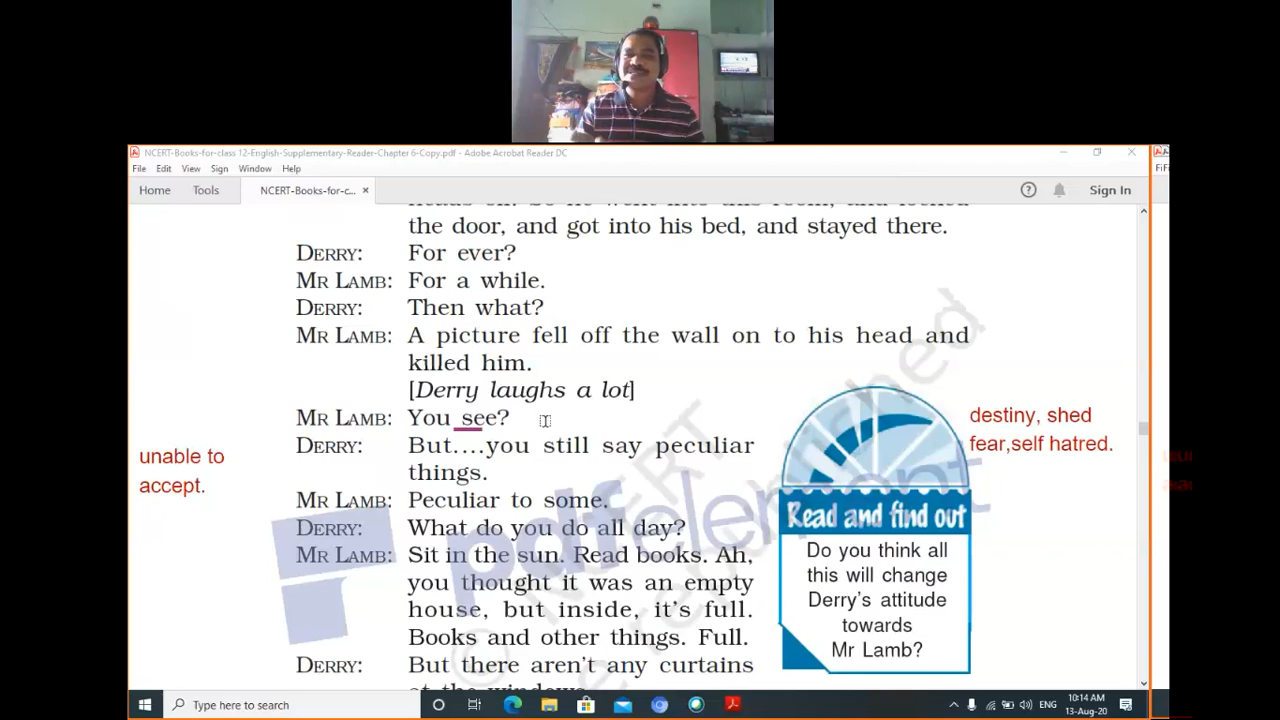 NCERT-Books-for-class 12-English-Supplementary-Reader-Chapter 6-Copy.pdf - Adobe Acrobat Reader DC
File Edit View Sign Window Help
Home Tools NCERT-Books-for-c... × Sign In
the door, and got into his bed, and stayed there.
DERRY: For ever?
MR LAMB: For a while.
DERRY: Then what?
MR LAMB: A picture fell off the wall on to his head and
killed him.
[Derry laughs a lot]
MR LAMB: You see?
DERRY: But....you still say peculiar
things.
MR LAMB: Peculiar to some.
DERRY: What do you do all day?
MR LAMB: Sit in the sun. Read books. Ah,
you thought it was an empty
house, but inside, it's full.
Books and other things. Full.
DERRY: But there aren't any curtains
at the windows
unable to
accept.
destiny, shed
fear,self hatred.
Read and find out
Do you think all
this will change
Derry's attitude
towards
Mr Lamb?
© NCERT
pdfelement
Type here to search
ENG
10:14 AM
13-Aug-20